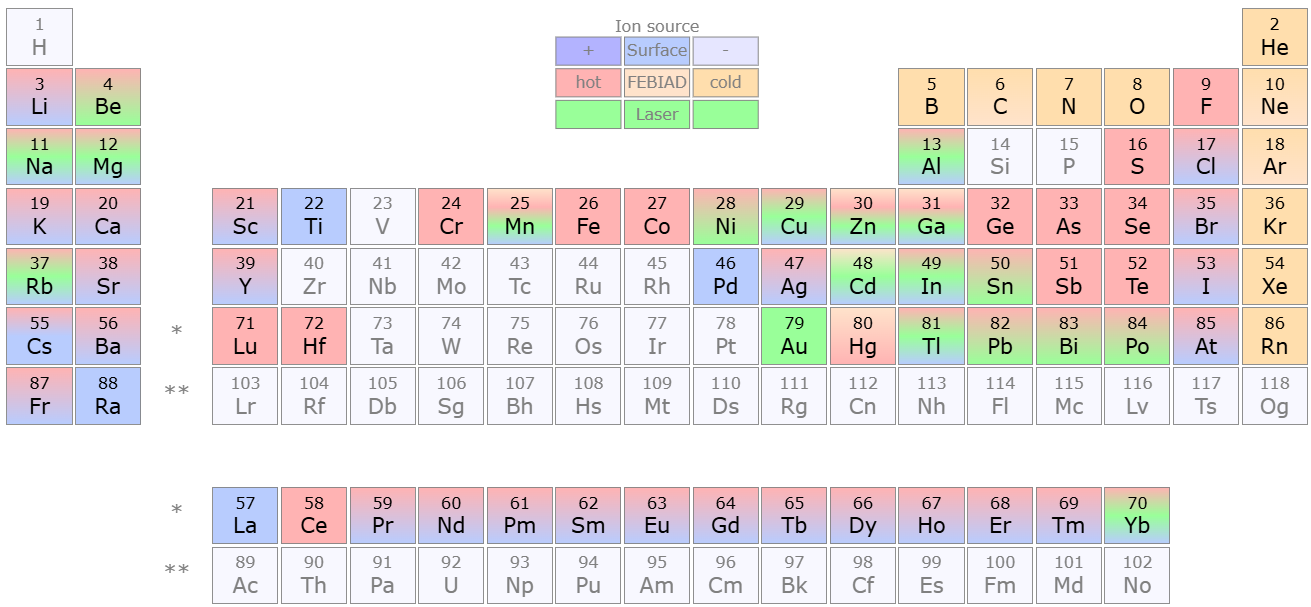 1 2
H Ion source He
+ Surface -
3 4 hot FEBIAD cold 5 6 7 8 9 10
Li Be B C N O F Ne
Laser
11 12 13 14 15 16 17 18
Na Mg Al Si P S Cl Ar
19 20 21 22 23 24 25 26 27 28 29 30 31 32 33 34 35 36
K Ca Sc Ti V Cr Mn Fe Co Ni Cu Zn Ga Ge As Se Br Kr
37 38 39 40 41 42 43 44 45 46 47 48 49 50 51 52 53 54
Rb Sr Y Zr Nb Mo Tc Ru Rh Pd Ag Cd In Sn Sb Te I Xe
55 56 * 71 72 73 74 75 76 77 78 79 80 81 82 83 84 85 86
Cs Ba Lu Hf Ta W Re Os Ir Pt Au Hg Tl Pb Bi Po At Rn
87 88 ** 103 104 105 106 107 108 109 110 111 112 113 114 115 116 117 118
Fr Ra Lr Rf Db Sg Bh Hs Mt Ds Rg Cn Nh Fl Mc Lv Ts Og
* 57 58 59 60 61 62 63 64 65 66 67 68 69 70
La Ce Pr Nd Pm Sm Eu Gd Tb Dy Ho Er Tm Yb
** 89 90 91 92 93 94 95 96 97 98 99 100 101 102
Ac Th Pa U Np Pu Am Cm Bk Cf Es Fm Md No